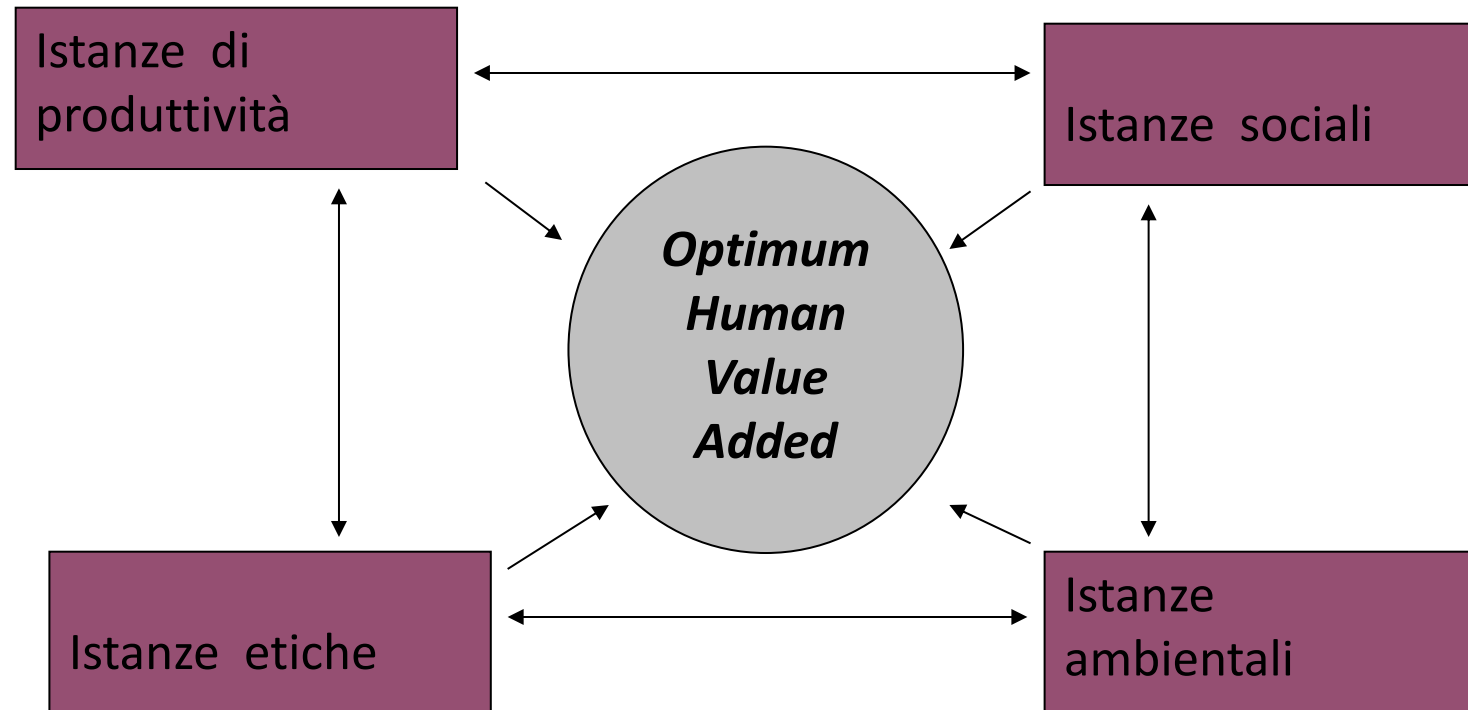 Istanze di
produttività
Istanze sociali
Optimum
Human
Value
Added
Istanze etiche
Istanze
ambientali